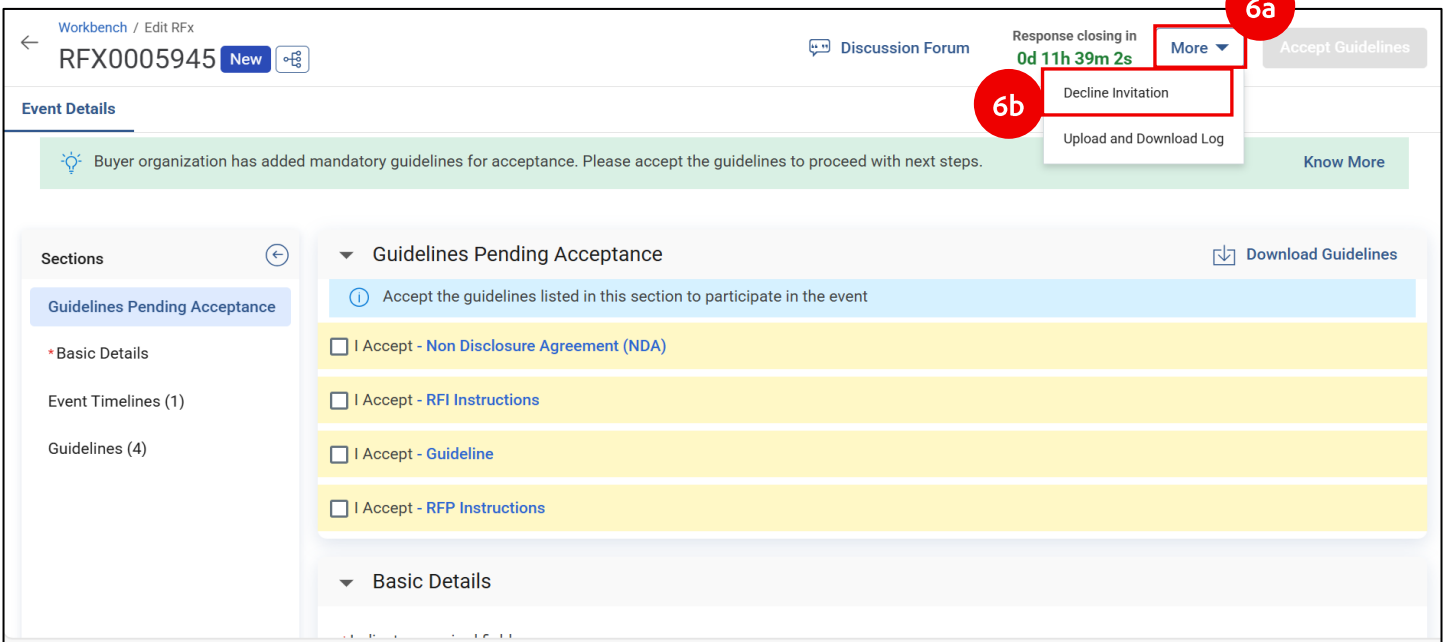 6a
Workbench / Edit RFx
RFX0005945 New
Discussion Forum
Response closing in
0d 11h 39m 2s
More
Accept Guidelines
6b
Decline Invitation
Upload and Download Log
Event Details
Buyer organization has added mandatory guidelines for acceptance. Please accept the guidelines to proceed with next steps.
Know More
Sections
Guidelines Pending Acceptance
*Basic Details
Event Timelines (1)
Guidelines (4)
Guidelines Pending Acceptance
Download Guidelines
Accept the guidelines listed in this section to participate in the event
I Accept - Non Disclosure Agreement (NDA)
I Accept - RFI Instructions
I Accept - Guideline
I Accept - RFP Instructions
Basic Details